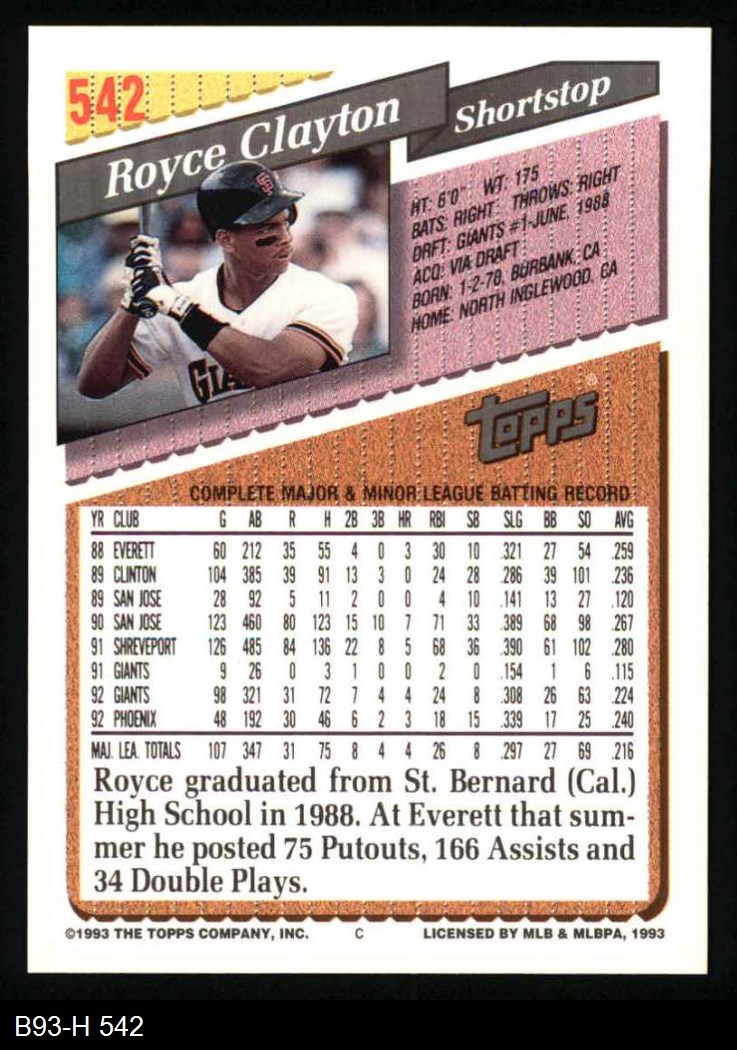 542
Royce Clayton
Shortstop
HT: 6'0" WT: 175
BATS: RIGHT THROWS: RIGHT
DRFT: GIANTS #1-JUNE, 1988
ACQ: VIA DRAFT
BORN: 1-2-70, BURBANK, CA
HOME: NORTH INGLEWOOD, CA
SF
GIA
Topps®
COMPLETE MAJOR & MINOR LEAGUE BATTING RECORD
YR CLUB G AB R H 2B 3B HR RBI SB SLG BB SO AVG
88 EVERETT 60 212 35 55 4 0 3 30 10 .321 27 54 .259
89 CLINTON 104 385 39 91 13 3 0 24 28 .286 39 101 .236
89 SAN JOSE 28 92 5 11 2 0 0 4 10 .141 13 27 .120
90 SAN JOSE 123 460 80 123 15 10 7 71 33 .389 68 98 .267
91 SHREVEPORT 126 485 84 136 22 8 5 68 36 .390 61 102 .280
91 GIANTS 9 26 0 3 1 0 0 2 0 .154 1 6 .115
92 GIANTS 98 321 31 72 7 4 4 24 8 .308 26 63 .224
92 PHOENIX 48 192 30 46 6 2 3 18 15 .339 17 25 .240
MAJ. LEA. TOTALS 107 347 31 75 8 4 4 26 8 .297 27 69 .216
Royce graduated from St. Bernard (Cal.)
High School in 1988. At Everett that sum-
mer he posted 75 Putouts, 166 Assists and
34 Double Plays.
©1993 THE TOPPS COMPANY, INC. C LICENSED BY MLB & MLBPA, 1993
B93-H 542